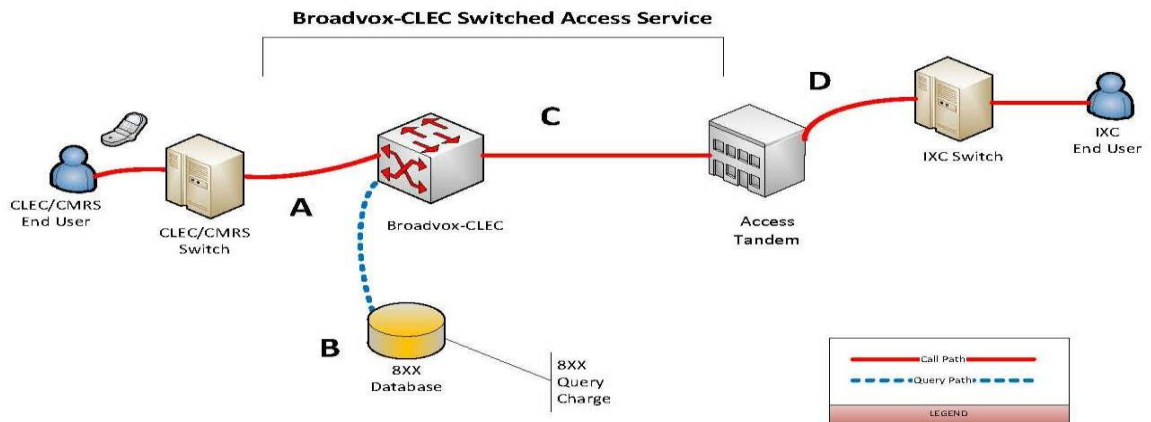 Broadvox-CLEC Switched Access Service
D
C
IXC Switch
IXC
End User
CLEC/CMRS
End User
CLEC/CMRS
Switch
A
Broadvox-CLEC
Access
Tandem
B
8XX
Database
8XX
Query
Charge
Call Path
Query Path
LEGEND